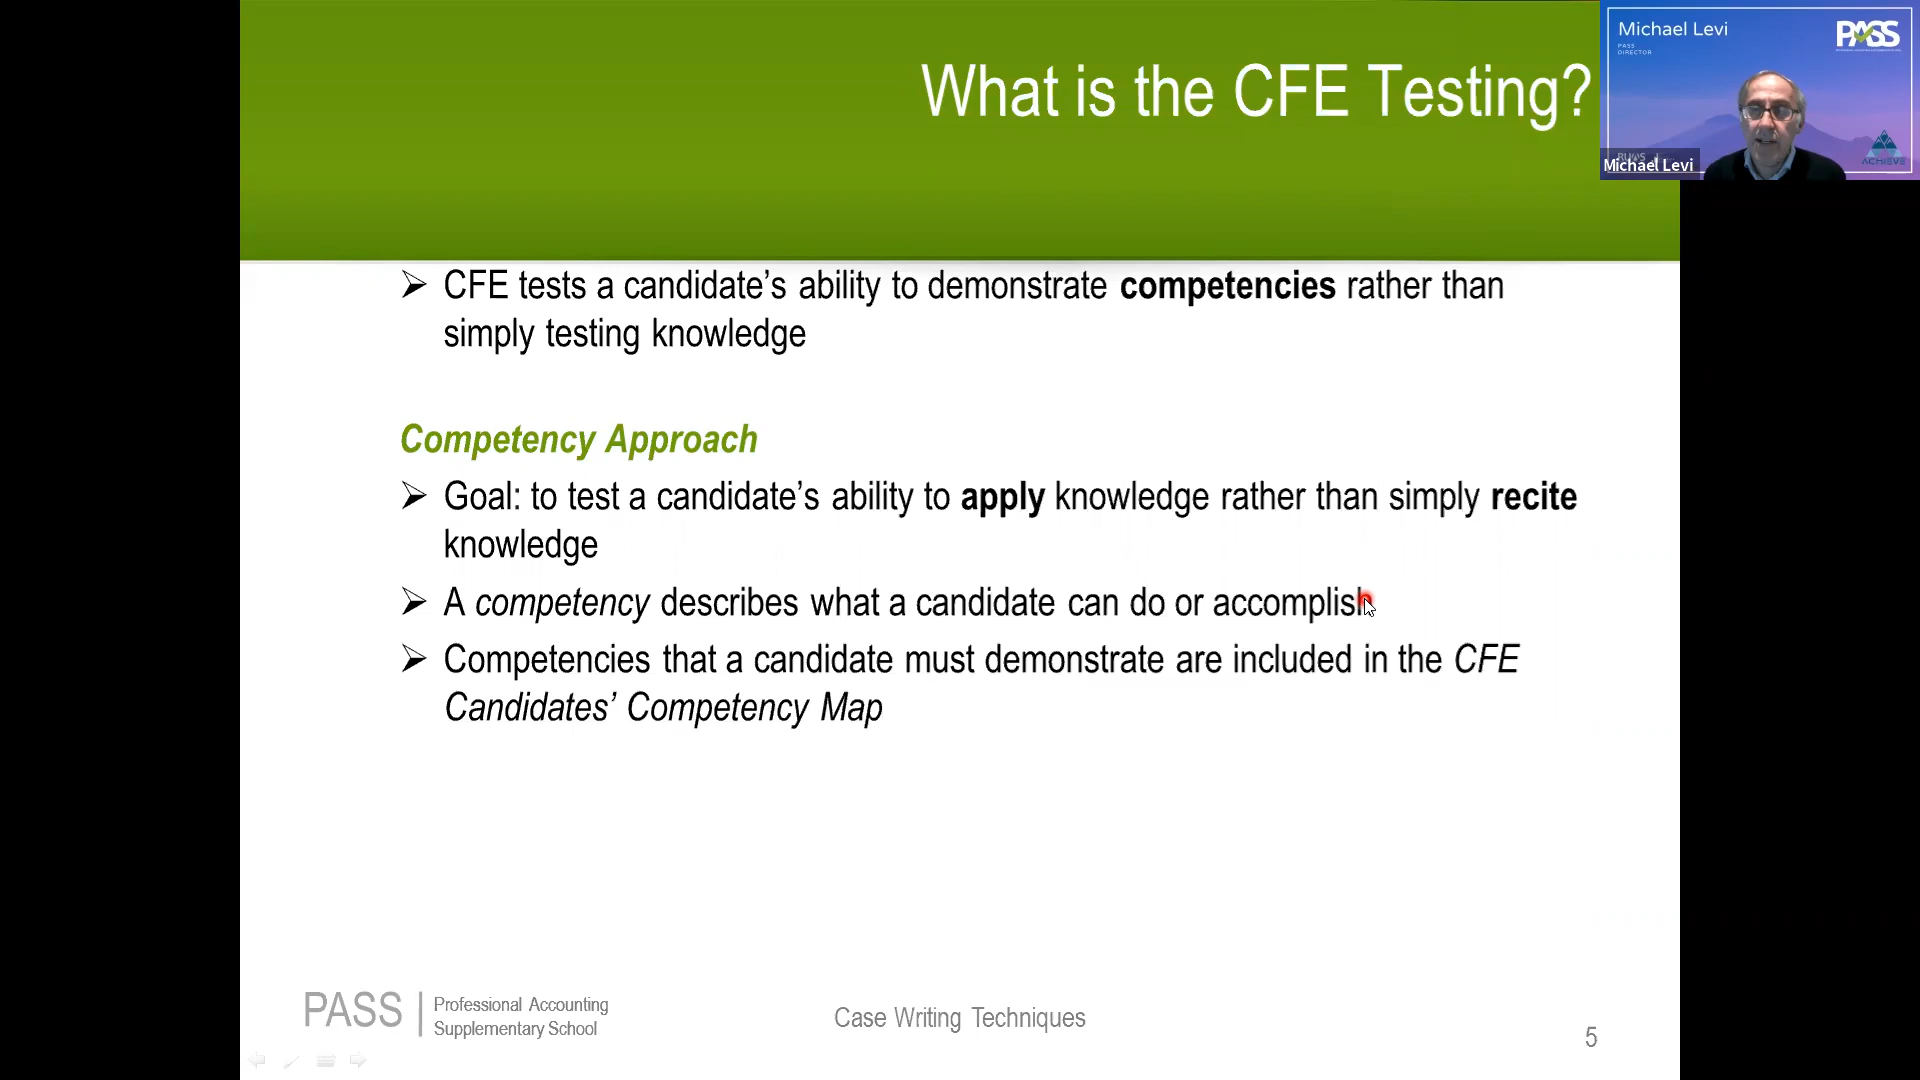 What is the CFE Testing?
Michael Levi
PASS
PASS
DIRECTOR
ACHIEVE
Michael Levi
➢ CFE tests a candidate’s ability to demonstrate competencies rather than
simply testing knowledge
Competency Approach
➢ Goal: to test a candidate’s ability to apply knowledge rather than simply recite
knowledge
➢ A competency describes what a candidate can do or accomplish
➢ Competencies that a candidate must demonstrate are included in the CFE
Candidates’ Competency Map
PASS | Professional Accounting
Supplementary School
Case Writing Techniques
5